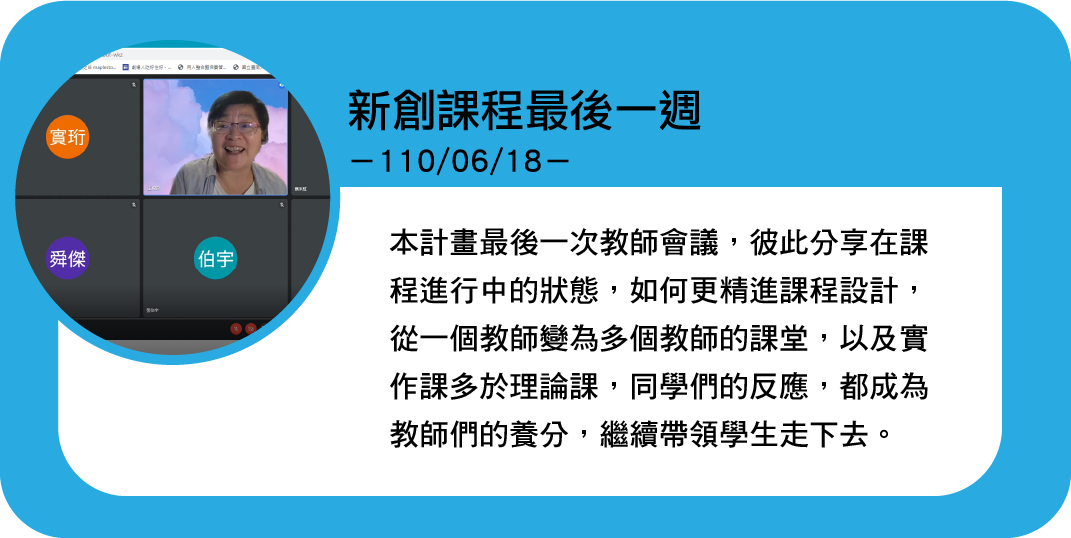 新創課程最後一週
－110/06/18－
實珩
舜傑
伯宇
本計畫最後一次教師會議，彼此分享在課
程進行中的狀態，如何更精進課程設計，
從一個教師變為多個教師的課堂，以及實
作課多於理論課，同學們的反應，都成為
教師們的養分，繼續帶領學生走下去。